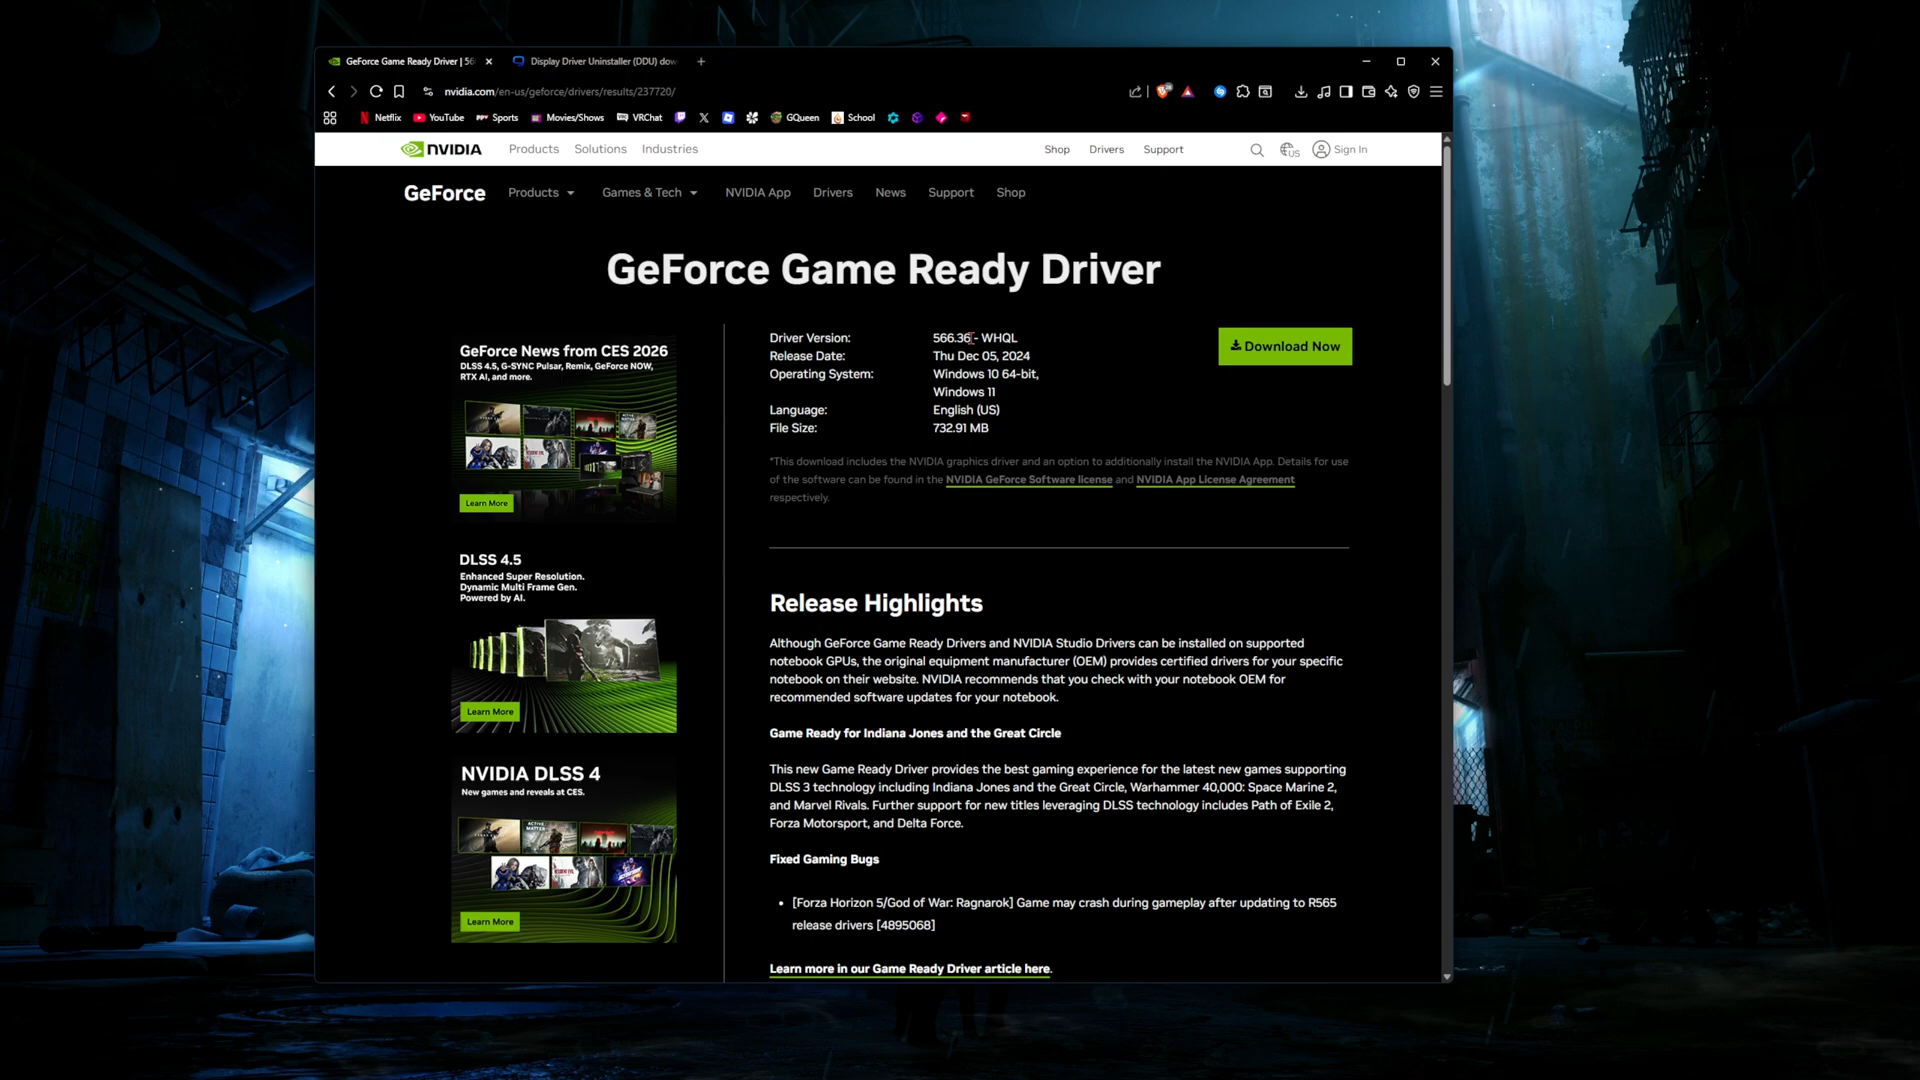 GeForce Game Ready Driver | 56
Display Driver Uninstaller (DDU) dow
nvidia.com/en-us/geforce/drivers/results/237720/
Netflix
YouTube
Sports
Movies/Shows
VRChat
GQueen
School
NVIDIA
Products
Solutions
Industries
Shop
Drivers
Support
US
Sign In
GeForce
Products
Games & Tech
NVIDIA App
Drivers
News
Support
Shop
GeForce Game Ready Driver
GeForce News from CES 2026
DLSS 4.5, G-SYNC Pulsar, Remix, GeForce NOW,
RTX AI, and more.
Learn More
DLSS 4.5
Enhanced Super Resolution.
Dynamic Multi Frame Gen.
Powered by AI.
Learn More
NVIDIA DLSS 4
New games and reveals at CES.
Learn More
Driver Version: 566.36 - WHQL
Release Date: Thu Dec 05, 2024
Operating System: Windows 10 64-bit,
Windows 11
Language: English (US)
File Size: 732.91 MB
Download Now
*This download includes the NVIDIA graphics driver and an option to additionally install the NVIDIA App. Details for use
of the software can be found in the NVIDIA GeForce Software license and NVIDIA App License Agreement
respectively.
Release Highlights
Although GeForce Game Ready Drivers and NVIDIA Studio Drivers can be installed on supported
notebook GPUs, the original equipment manufacturer (OEM) provides certified drivers for your specific
notebook on their website. NVIDIA recommends that you check with your notebook OEM for
recommended software updates for your notebook.
Game Ready for Indiana Jones and the Great Circle
This new Game Ready Driver provides the best gaming experience for the latest new games supporting
DLSS 3 technology including Indiana Jones and the Great Circle, Warhammer 40,000: Space Marine 2,
and Marvel Rivals. Further support for new titles leveraging DLSS technology includes Path of Exile 2,
Forza Motorsport, and Delta Force.
Fixed Gaming Bugs
• [Forza Horizon 5/God of War: Ragnarok] Game may crash during gameplay after updating to R565
release drivers [4895068]
Learn more in our Game Ready Driver article here.